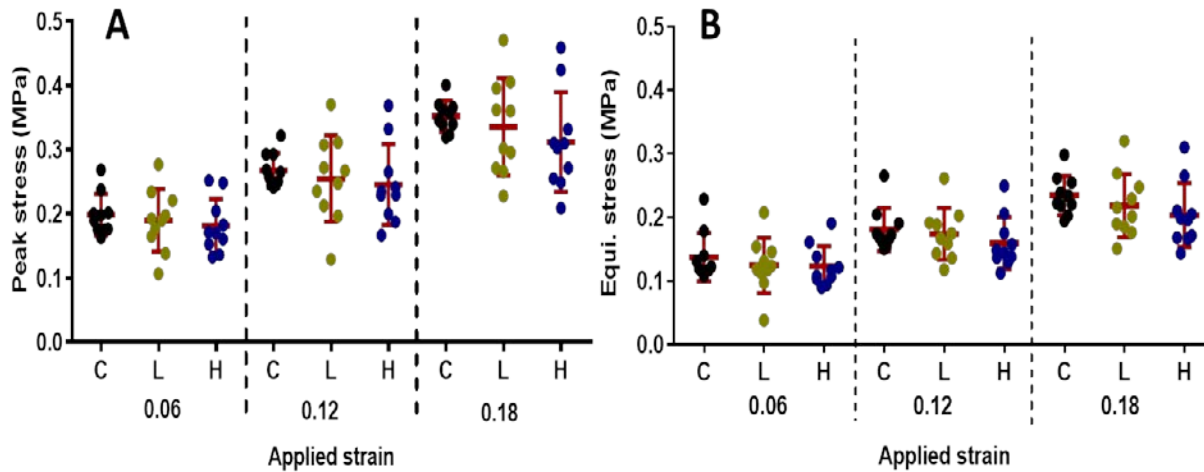 A
Peak stress (MPa)
0.5
0.4
0.3
0.2
0.1
0.0
C L H C L H C L H
0.06 0.12 0.18
Applied strain
B
Equi. stress (MPa)
0.5
0.4
0.3
0.2
0.1
0.0
C L H C L H C L H
0.06 0.12 0.18
Applied strain